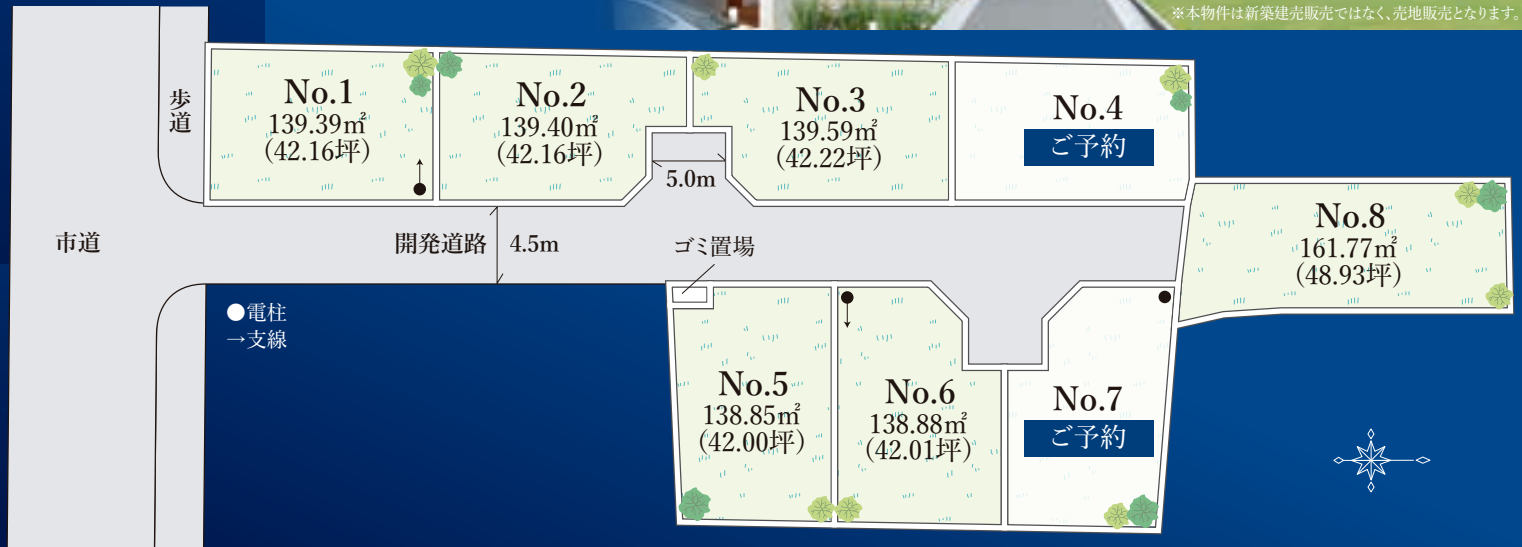 ※本物件は新築建売販売ではなく、売地販売となります。
歩道
No.1
139.39㎡
(42.16坪)
No.2
139.40㎡
(42.16坪)
No.3
139.59㎡
(42.22坪)
No.4
ご予約
5.0m
No.8
161.77㎡
(48.93坪)
市道
開発道路
4.5m
ゴミ置場
●電柱
→支線
No.5
138.85㎡
(42.00坪)
No.6
138.88㎡
(42.01坪)
No.7
ご予約